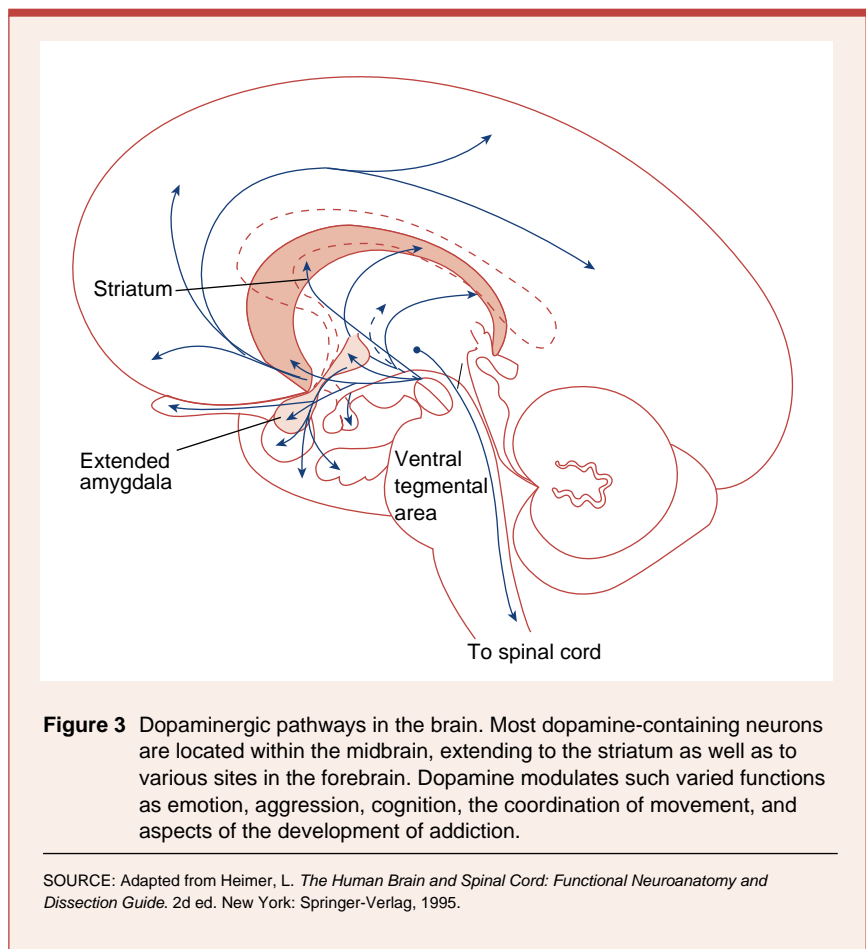 Striatum
Extended
amygdala
Ventral
tegmental
area
To spinal cord
Figure 3 Dopaminergic pathways in the brain. Most dopamine-containing neurons
are located within the midbrain, extending to the striatum as well as to
various sites in the forebrain. Dopamine modulates such varied functions
as emotion, aggression, cognition, the coordination of movement, and
aspects of the development of addiction.
SOURCE: Adapted from Heimer, L. The Human Brain and Spinal Cord: Functional Neuroanatomy and
Dissection Guide. 2d ed. New York: Springer-Verlag, 1995.